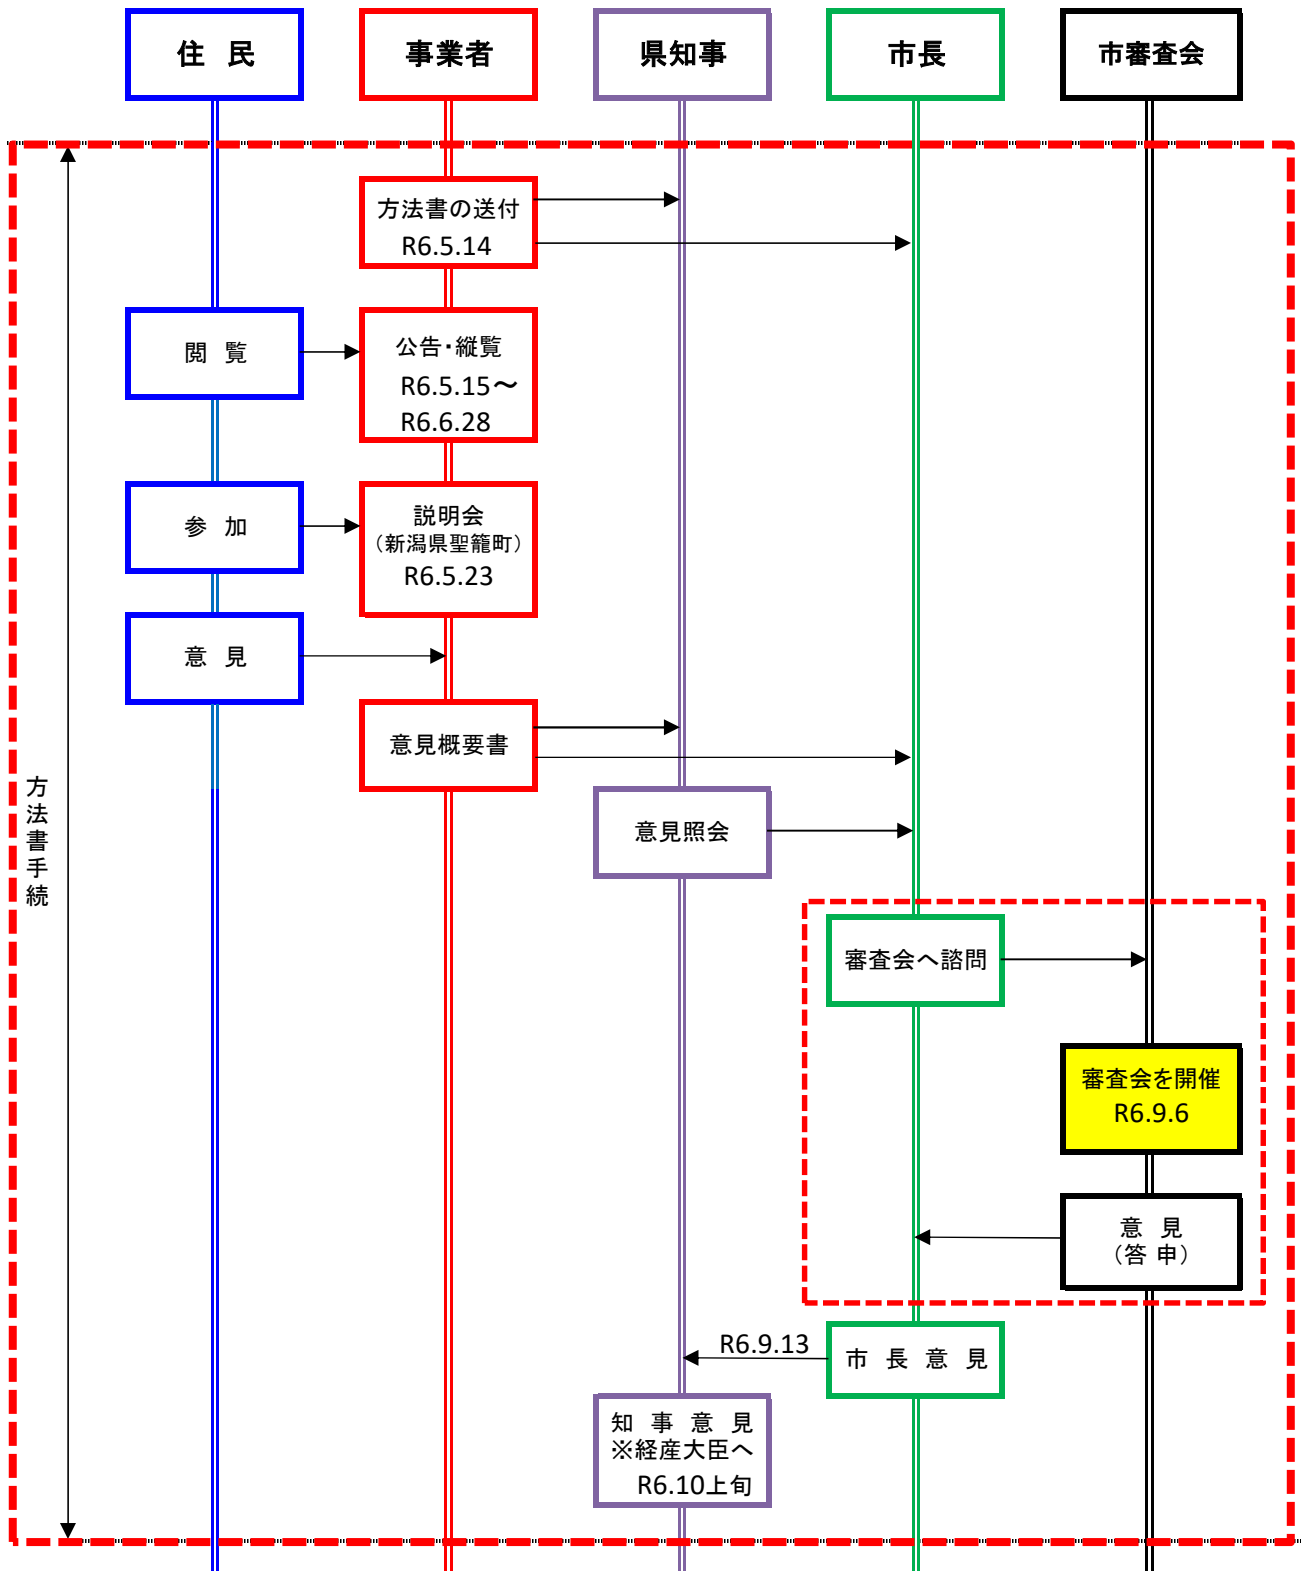 住 民
事業者
県知事
市長
市審査会
方法書の送付
R6.5.14
閲 覧
公告・縦覧
R6.5.15～
R6.6.28
参 加
説明会
（新潟県聖籠町）
R6.5.23
意 見
意見概要書
方法書手続
意見照会
審査会へ諮問
審査会を開催
R6.9.6
意 見
（答 申）
R6.9.13
市 長 意 見
知 事 意 見
※経産大臣へ
R6.10上旬